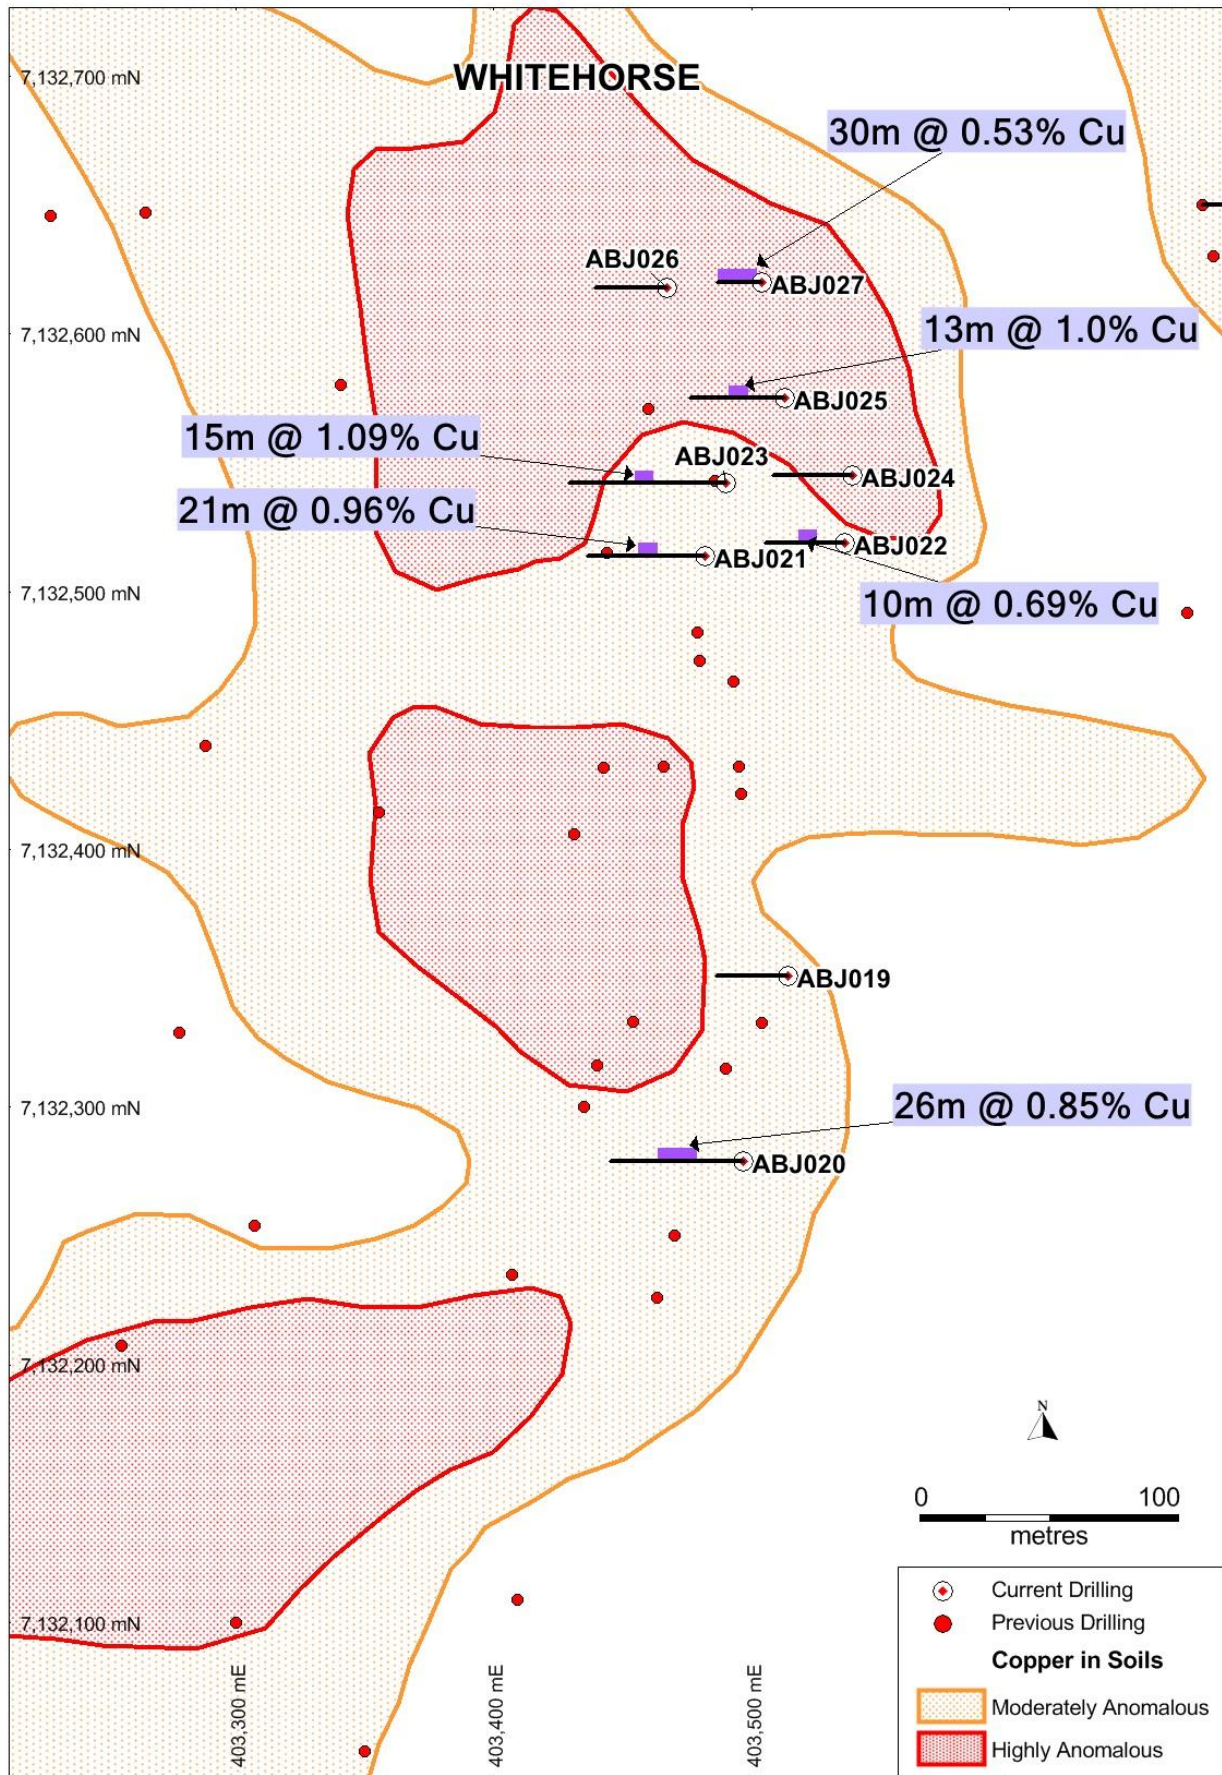 7,132,700 mN
WHITEHORSE
30m @ 0.53% Cu
ABJ026
ABJ027
7,132,600 mN
13m @ 1.0% Cu
ABJ025
15m @ 1.09% Cu
ABJ023
ABJ024
21m @ 0.96% Cu
ABJ022
ABJ021
7,132,500 mN
10m @ 0.69% Cu
7,132,400 mN
ABJ019
7,132,300 mN
26m @ 0.85% Cu
ABJ020
7,132,200 mN
N
0 100
metres
7,132,100 mN
403,300 mE
403,400 mE
403,500 mE
Current Drilling
Previous Drilling
Copper in Soils
Moderately Anomalous
Highly Anomalous